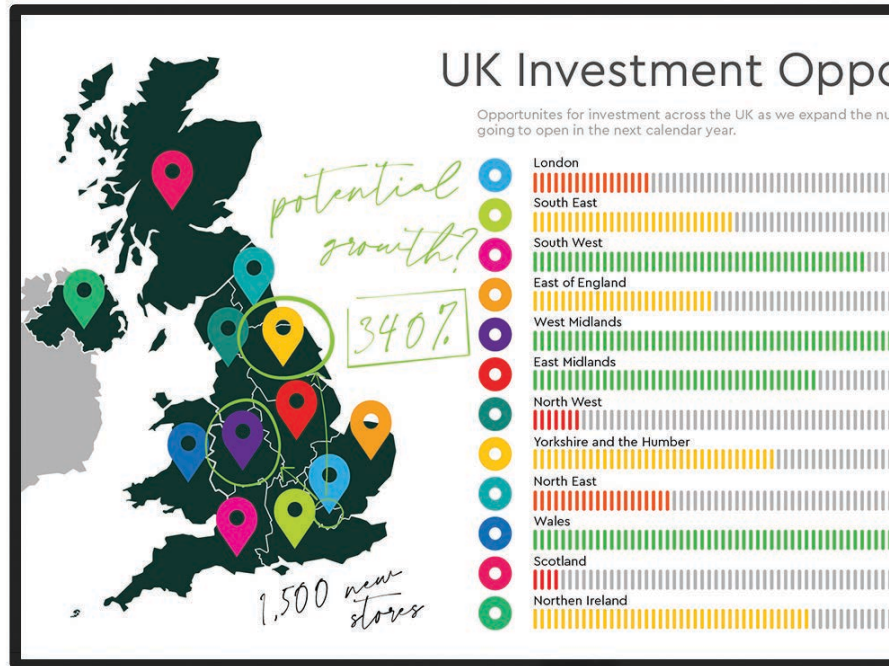 UK Investment Oppo
Opportunites for investment across the UK as we expand the nu
going to open in the next calendar year.
potential
growth?
340%
1,500 new
stores
London
South East
South West
East of England
West Midlands
East Midlands
North West
Yorkshire and the Humber
North East
Wales
Scotland
Northen Ireland